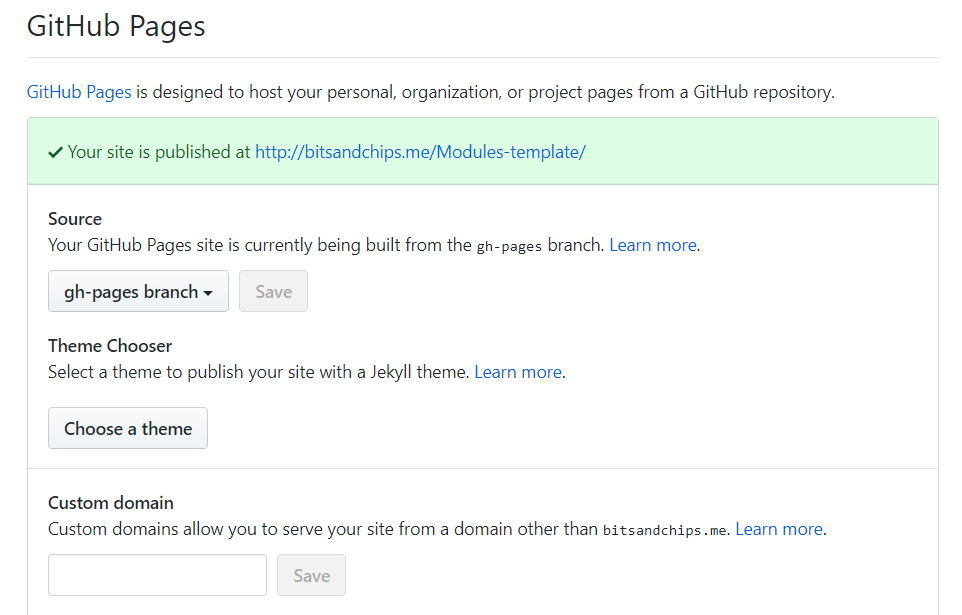 GitHub Pages
GitHub Pages is designed to host your personal, organization, or project pages from a GitHub repository.
Your site is published at http://bitsandchips.me/Modules-template/
Source
Your GitHub Pages site is currently being built from the gh-pages branch. Learn more.
gh-pages branch Save
Theme Chooser
Select a theme to publish your site with a Jekyll theme. Learn more.
Choose a theme
Custom domain
Custom domains allow you to serve your site from a domain other than bitsandchips.me. Learn more.
Save